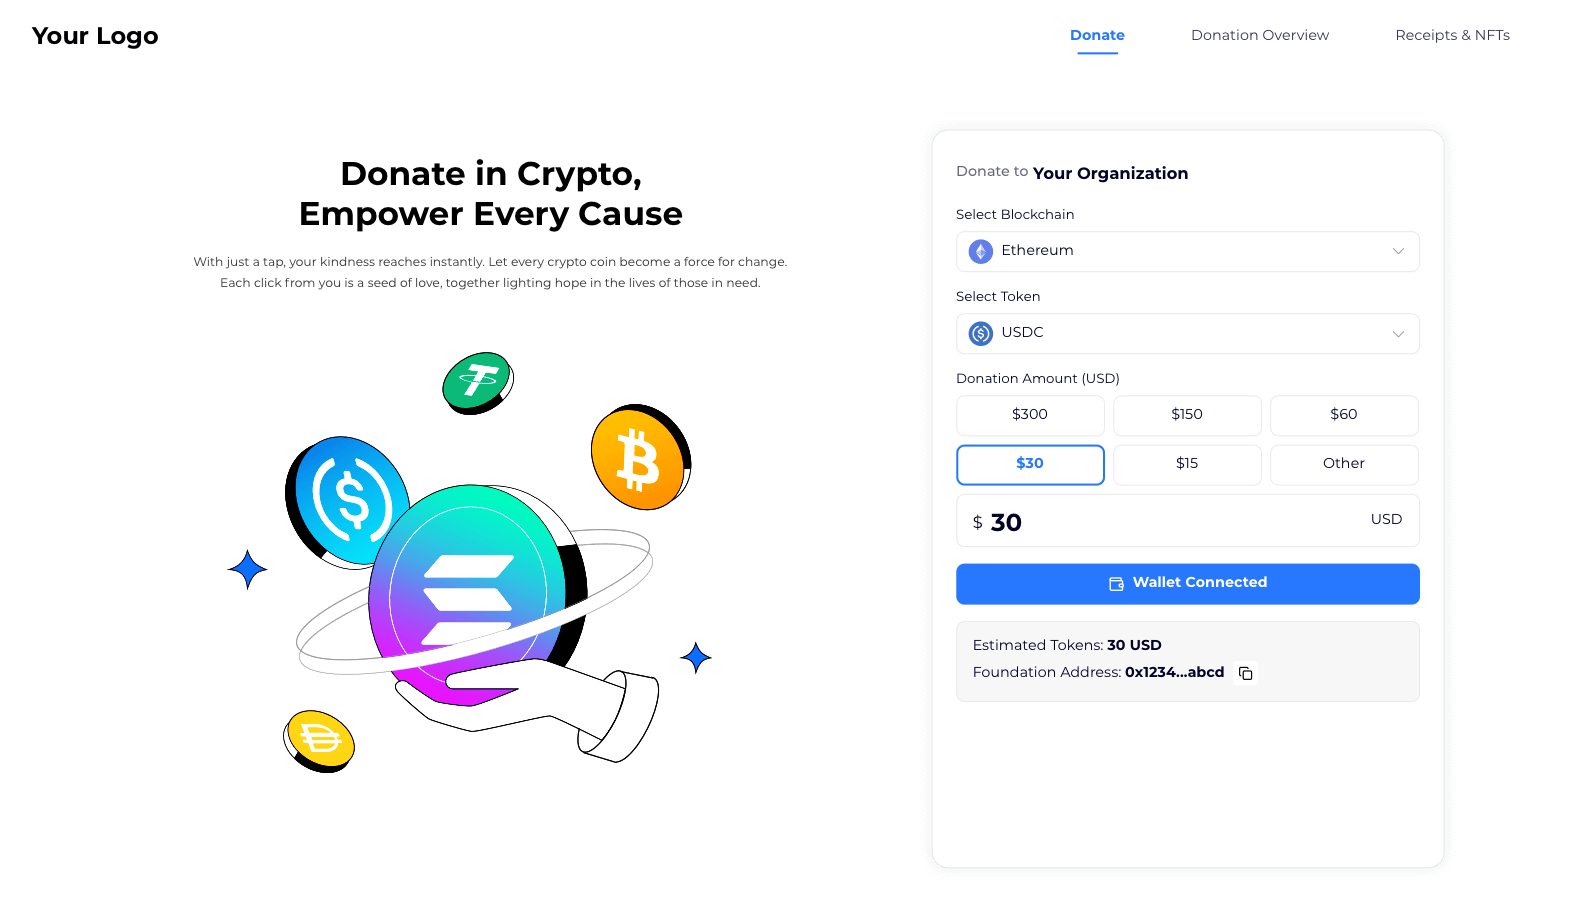 Your Logo
Donate
Donation Overview
Receipts & NFTs
Donate in Crypto,
Empower Every Cause
With just a tap, your kindness reaches instantly. Let every crypto coin become a force for change.
Each click from you is a seed of love, together lighting hope in the lives of those in need.
Donate to Your Organization
Select Blockchain
Ethereum
Select Token
USDC
Donation Amount (USD)
$300
$150
$60
$30
$15
Other
$ 30
USD
Wallet Connected
Estimated Tokens: 30 USD
Foundation Address: 0x1234...abcd